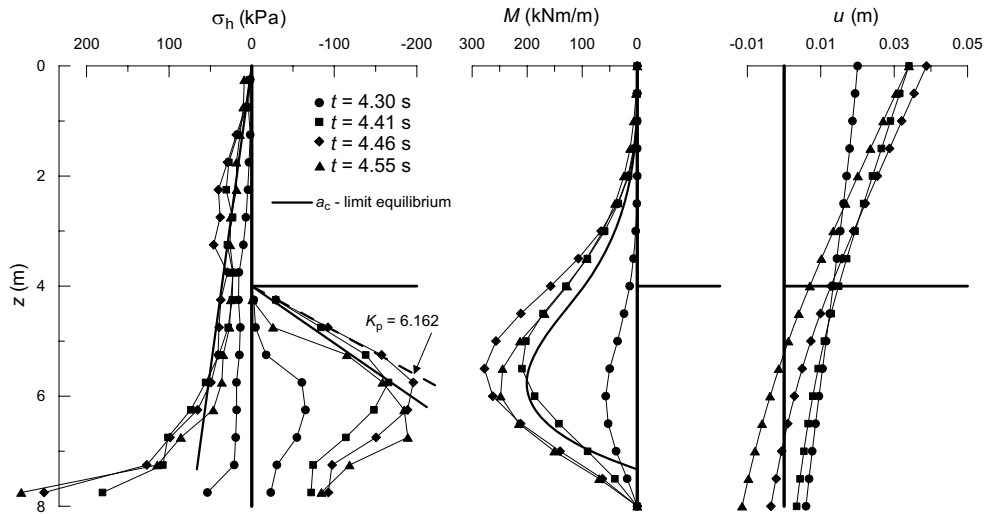 σh (kPa)
M (kNm/m)
u (m)
200 100 0 -100 -200
300 200 100 0
-0.01 0.01 0.03 0.05
0
2
4
6
8
z (m)
t = 4.30 s
t = 4.41 s
t = 4.46 s
t = 4.55 s
ac - limit equilibrium
Kp = 6.162